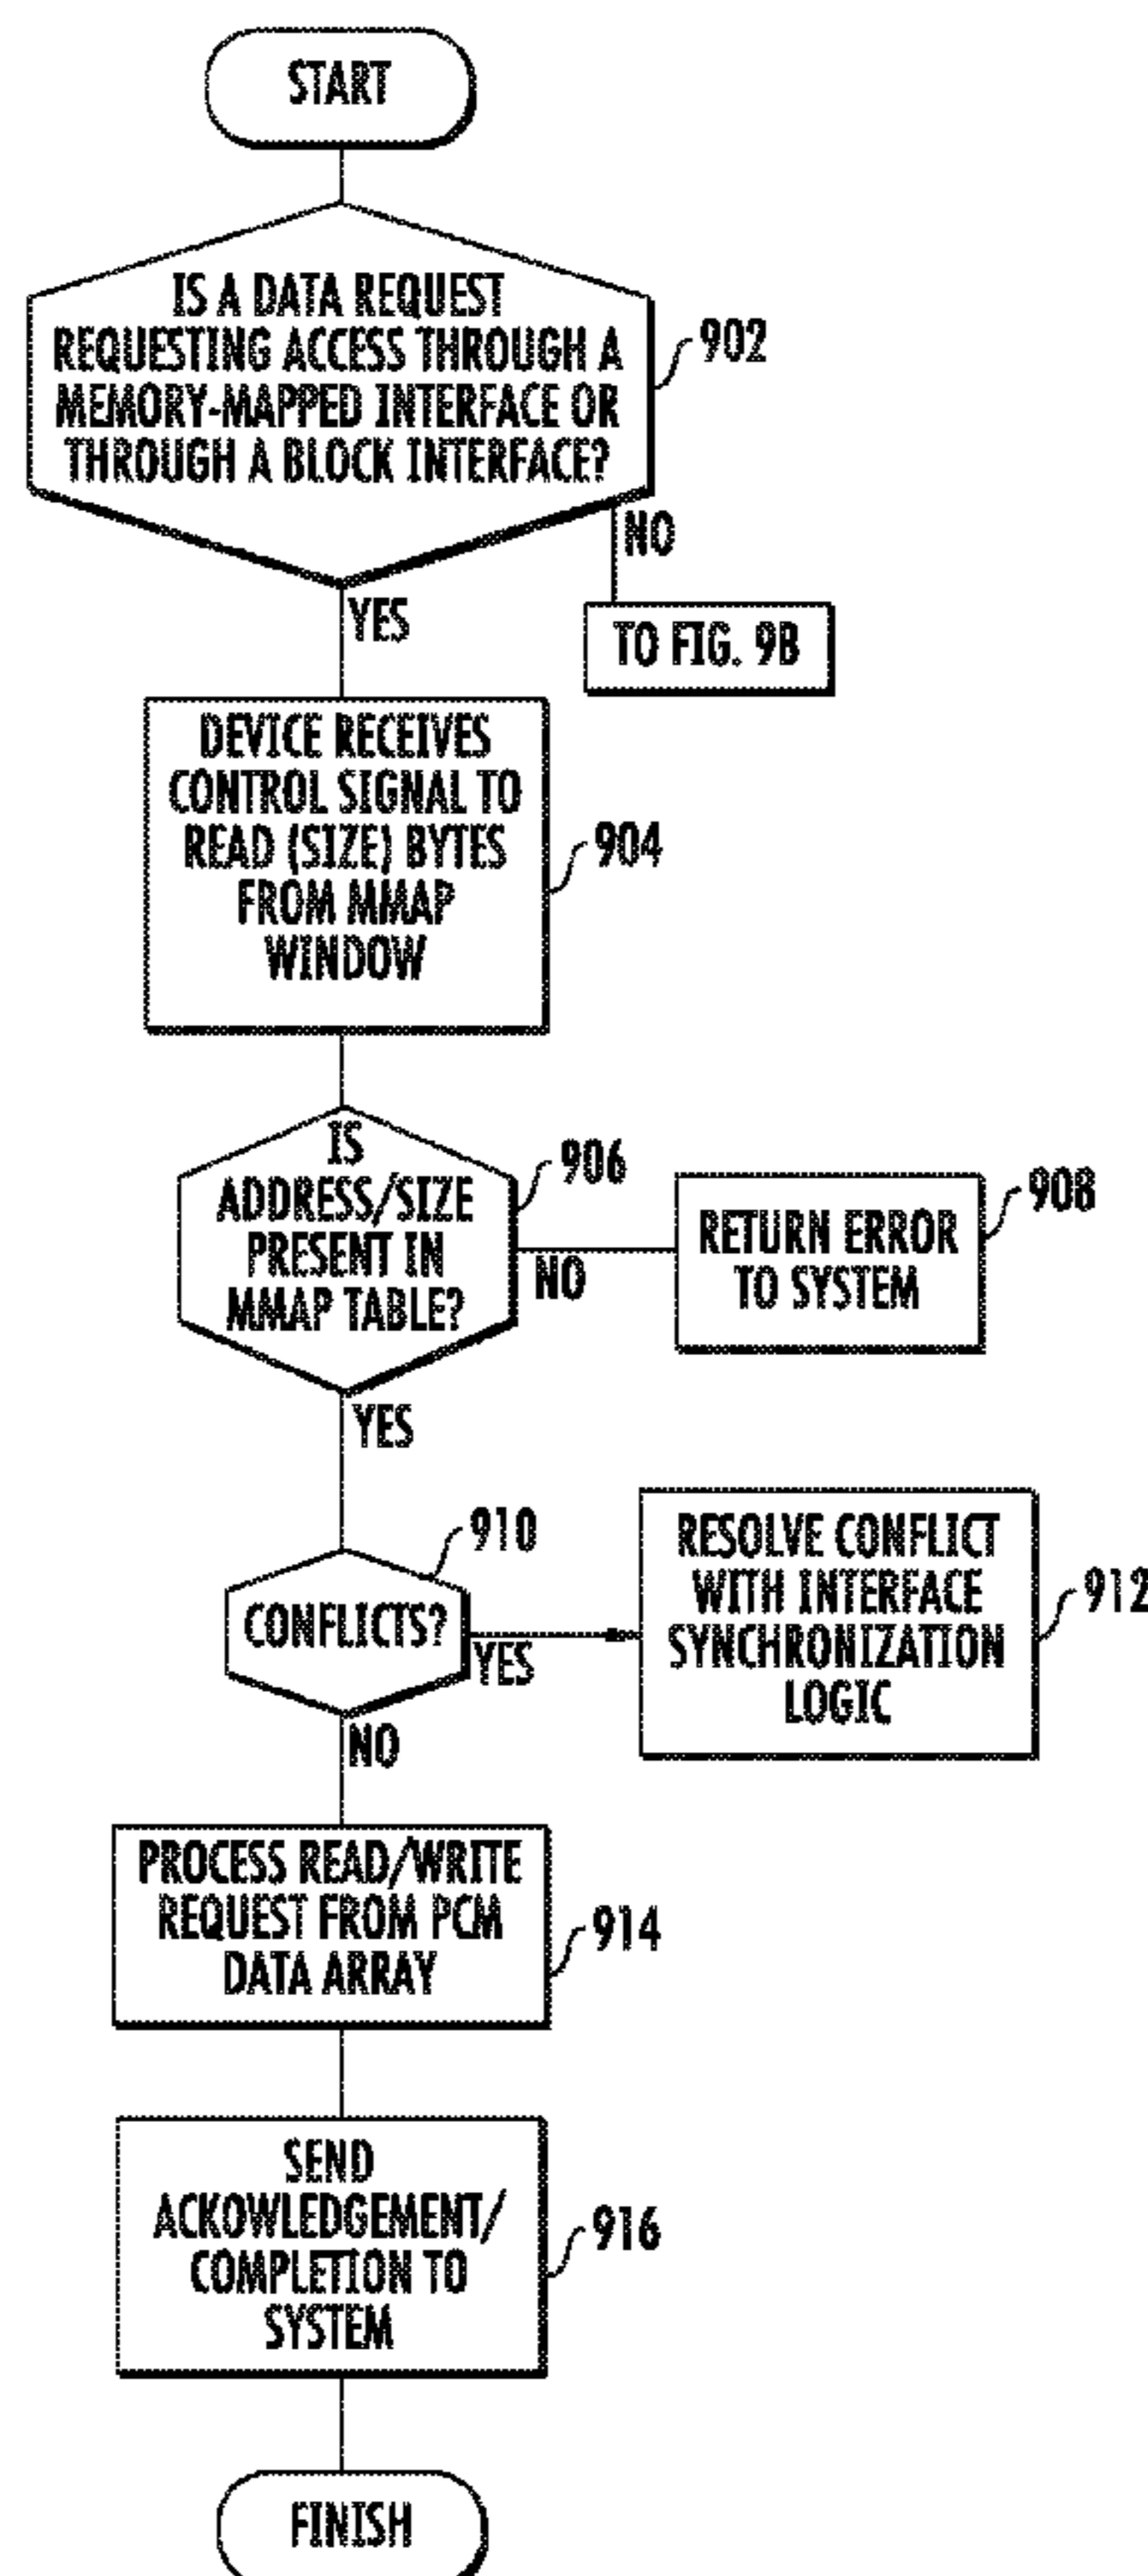 START
IS A DATA REQUEST
REQUESTING ACCESS THROUGH A
MEMORY-MAPPED INTERFACE OR
THROUGH A BLOCK INTERFACE?
902
NO
YES
TO FIG. 9B
DEVICE RECEIVES
CONTROL SIGNAL TO
READ (SIZE) BYTES
FROM MMAP
WINDOW
904
IS
ADDRESS/SIZE
PRESENT IN
MMAP TABLE?
906
NO
RETURN ERROR
TO SYSTEM
908
YES
CONFLICTS?
910
YES
RESOLVE CONFLICT
WITH INTERFACE
SYNCHRONIZATION
LOGIC
912
NO
PROCESS READ/WRITE
REQUEST FROM PCM
DATA ARRAY
914
SEND
ACKOWLEDGEMENT/
COMPLETION TO
SYSTEM
916
FINISH